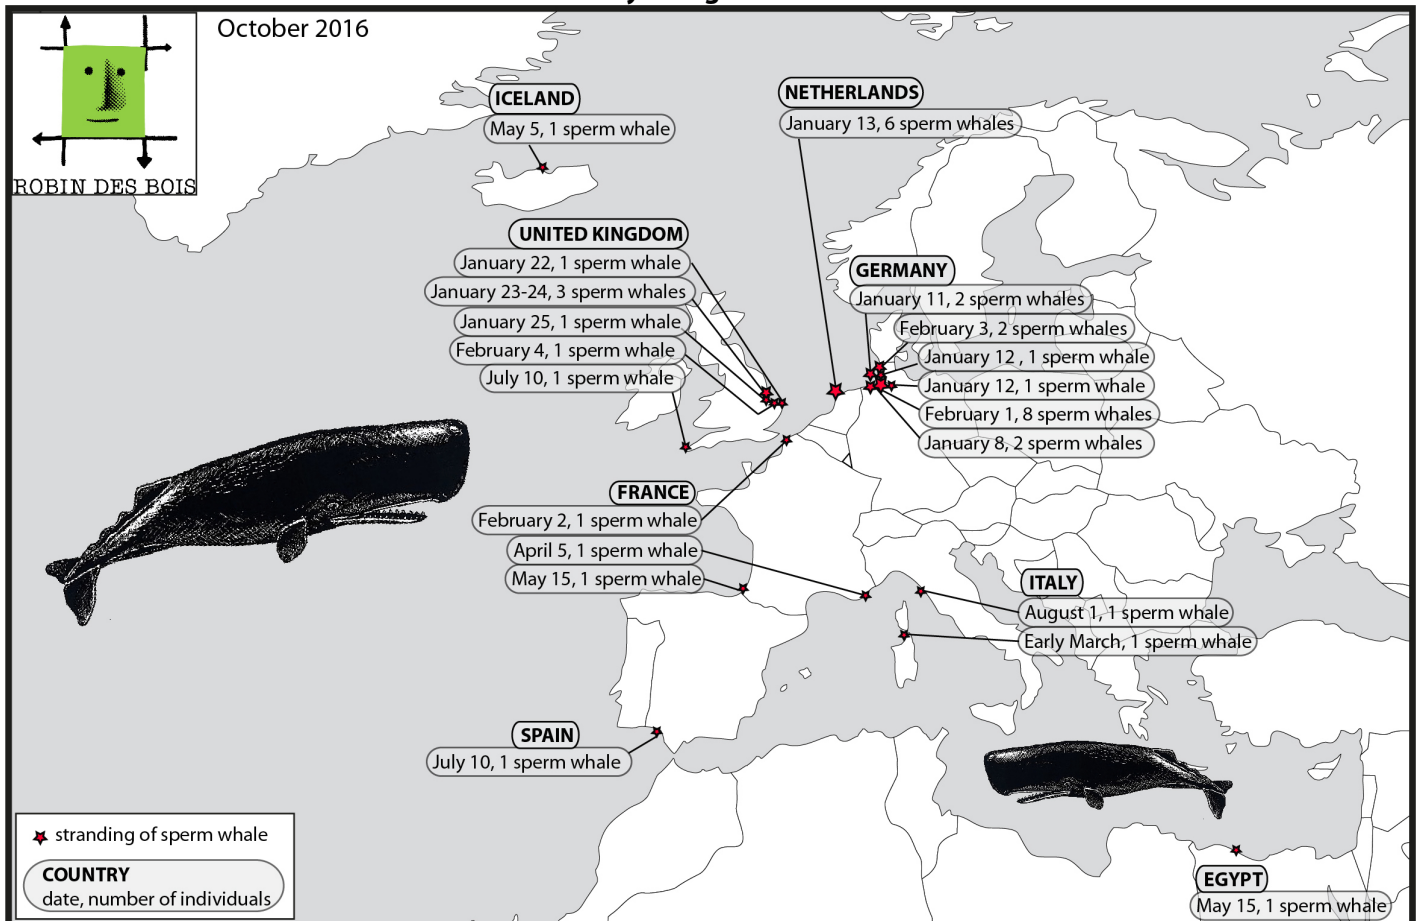 October 2016
ROBIN DES BOIS
ICELAND
May 5, 1 sperm whale
NETHERLANDS
January 13, 6 sperm whales
UNITED KINGDOM
January 22, 1 sperm whale
January 23-24, 3 sperm whales
January 25, 1 sperm whale
February 4, 1 sperm whale
July 10, 1 sperm whale
GERMANY
January 11, 2 sperm whales
February 3, 2 sperm whales
January 12 , 1 sperm whale
January 12, 1 sperm whale
February 1, 8 sperm whales
January 8, 2 sperm whales
FRANCE
February 2, 1 sperm whale
April 5, 1 sperm whale
May 15, 1 sperm whale
ITALY
August 1, 1 sperm whale
Early March, 1 sperm whale
SPAIN
July 10, 1 sperm whale
EGYPT
May 15, 1 sperm whale
stranding of sperm whale
COUNTRY
date, number of individuals